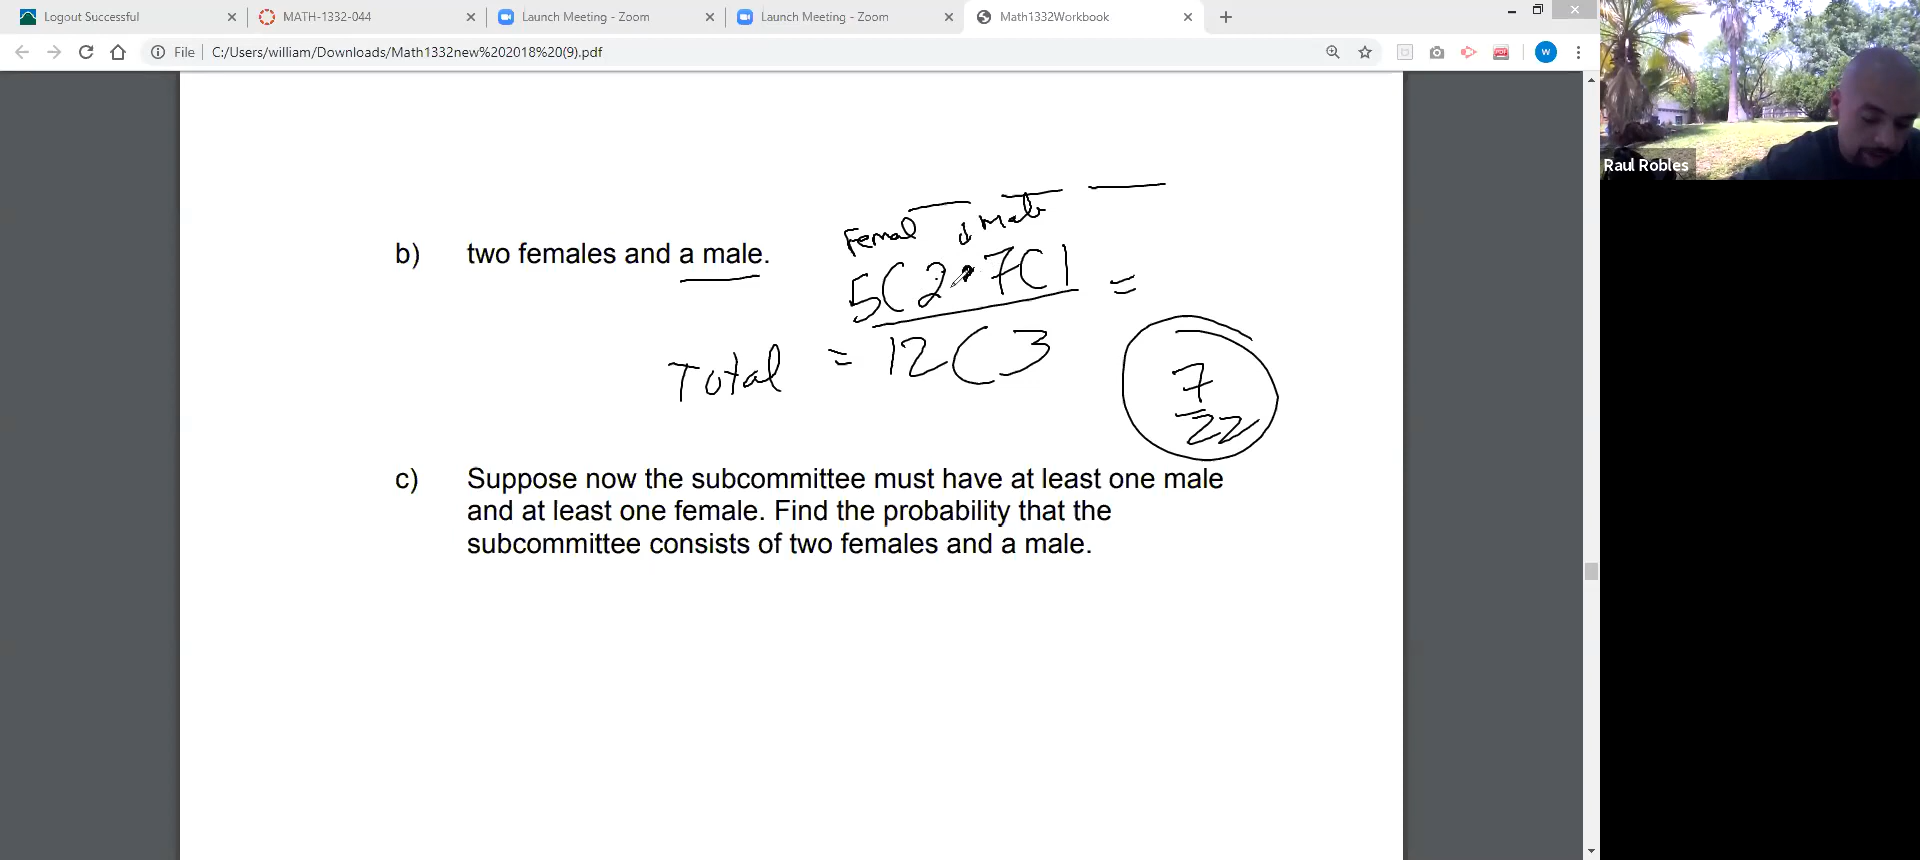 Logout Successful
MATH-1332-044
Launch Meeting - Zoom
Launch Meeting - Zoom
Math1332Workbook
File
C:/Users/william/Downloads/Math1332new%202018%20(9).pdf
w
Raul Robles
Femal & Male
b) two females and a male.
5C2 · 7C1 =
Total = 12C3
7
22
c) Suppose now the subcommittee must have at least one male
and at least one female. Find the probability that the
subcommittee consists of two females and a male.